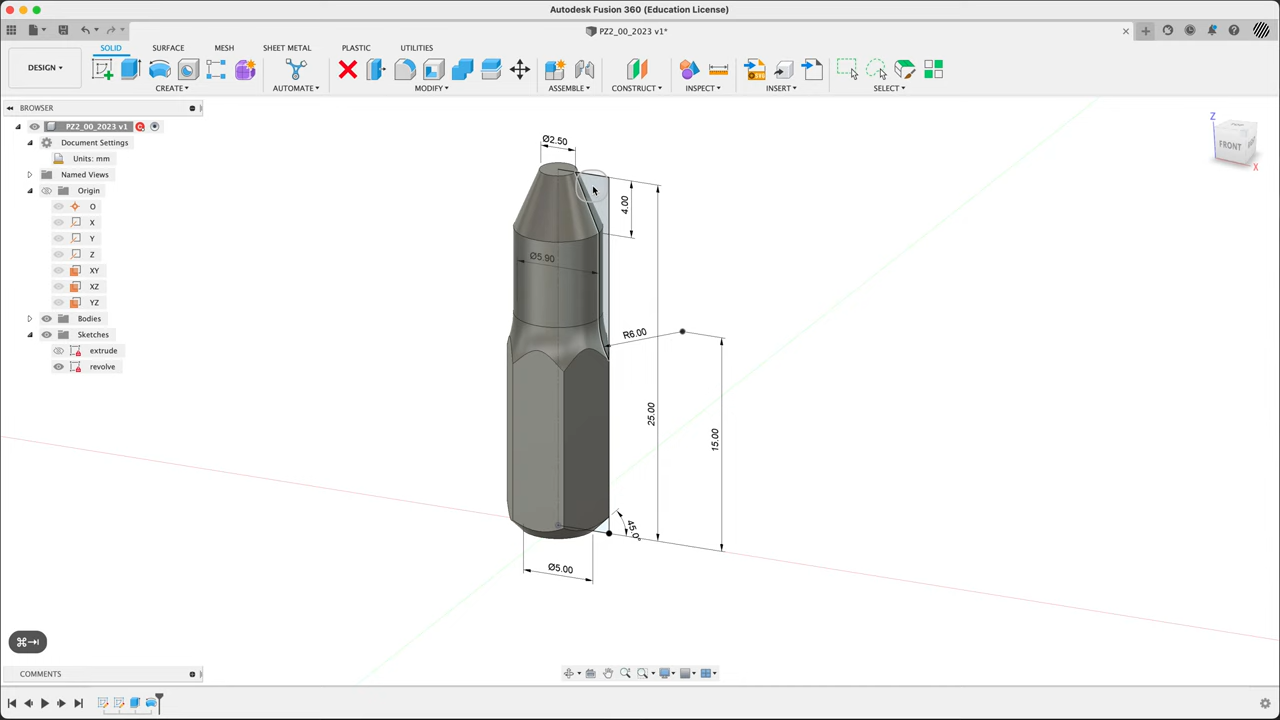 Autodesk Fusion 360 (Education License)
PZ2_00_2023 v1*
SOLID SURFACE MESH SHEET METAL PLASTIC UTILITIES
DESIGN
CREATE AUTOMATE MODIFY ASSEMBLE CONSTRUCT INSPECT INSERT SELECT
BROWSER
PZ2_00_2023 v1
Document Settings
Units: mm
Named Views
Origin
O
X
Y
Z
XY
XZ
YZ
Bodies
Sketches
extrude
revolve
Z
FRONT
X
Ø2.50
4.00
Ø5.90
R6.00
25.00
15.00
45.0°
Ø5.00
COMMENTS